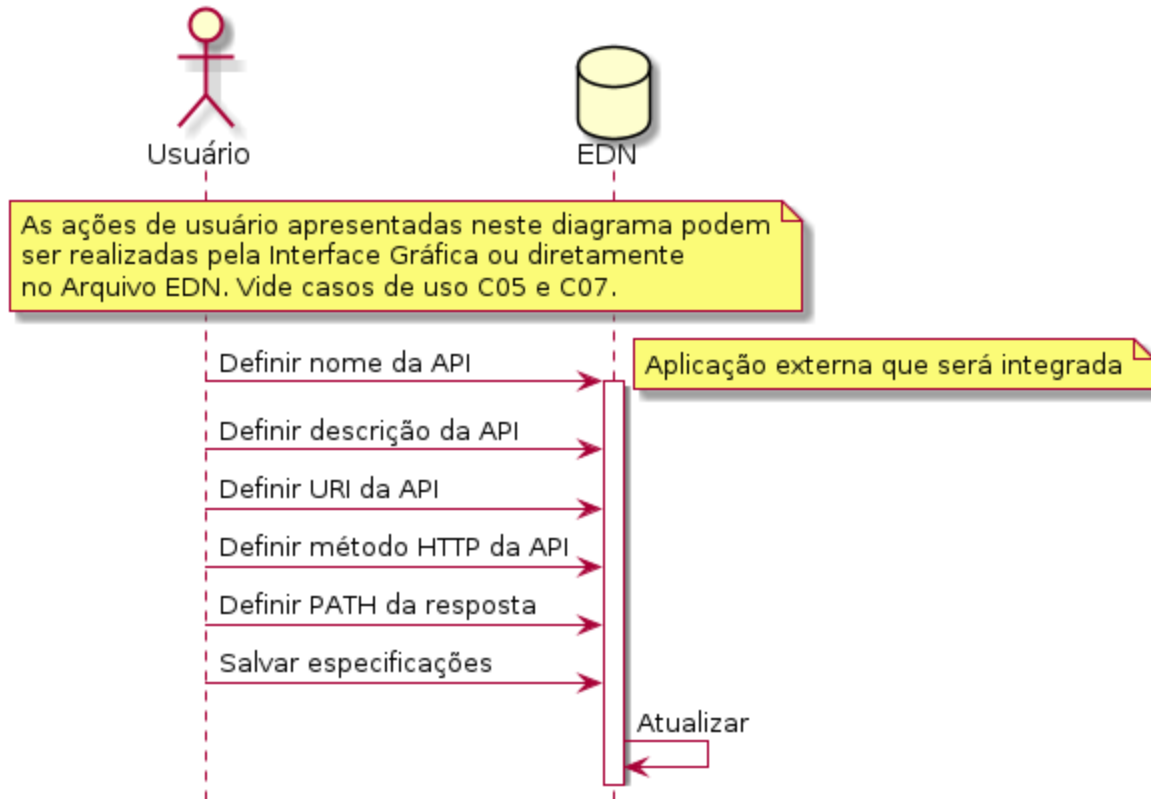 Usuário
EDN
As ações de usuário apresentadas neste diagrama podem
ser realizadas pela Interface Gráfica ou diretamente
no Arquivo EDN. Vide casos de uso C05 e C07.
Definir nome da API
Aplicação externa que será integrada
Definir descrição da API
Definir URI da API
Definir método HTTP da API
Definir PATH da resposta
Salvar especificações
Atualizar